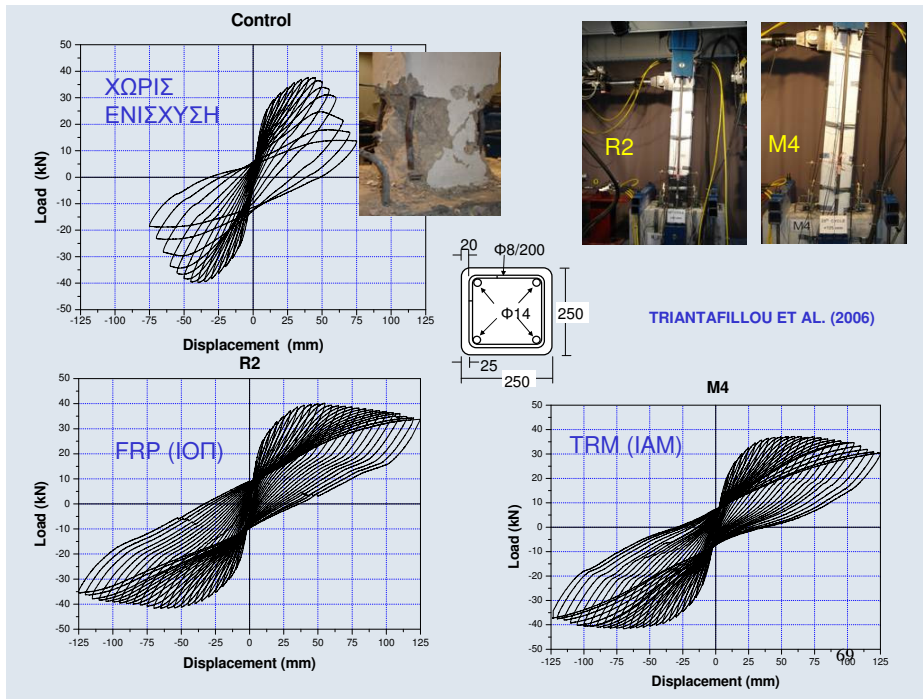 Control
50
40
30
20
10
0
-10
-20
-30
-40
-50
-125 -100 -75 -50 -25 0 25 50 75 100 125
Load (kN)
Displacement (mm)
ΧΩΡΙΣ
ΕΝΙΣΧΥΣΗ
R2
M4
M4
20
Φ8/200
Φ14
250
25
250
TRIANTAFILLOU ET AL. (2006)
R2
50
40
30
20
10
0
-10
-20
-30
-40
-50
-125 -100 -75 -50 -25 0 25 50 75 100 125
Load (kN)
Displacement (mm)
FRP (ΙΟΠ)
M4
50
40
30
20
10
0
-10
-20
-30
-40
-50
-125 -100 -75 -50 -25 0 25 50 75 100 125
Load (kN)
Displacement (mm)
TRM (ΙΑΜ)
69